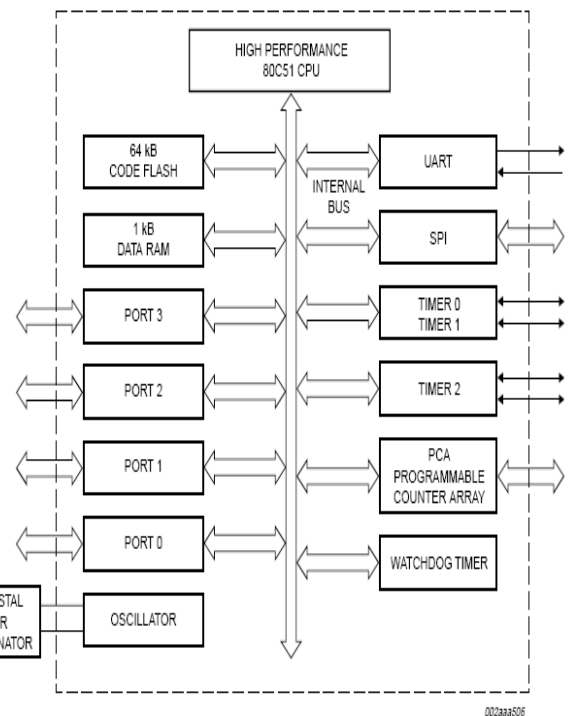 HIGH PERFORMANCE
80C51 CPU
64 kB
CODE FLASH
UART
INTERNAL
BUS
1 kB
DATA RAM
SPI
PORT 3
TIMER 0
TIMER 1
PORT 2
TIMER 2
PORT 1
PCA
PROGRAMMABLE
COUNTER ARRAY
PORT 0
WATCHDOG TIMER
OSCILLATOR
STAL
R
NATOR
002aaa506